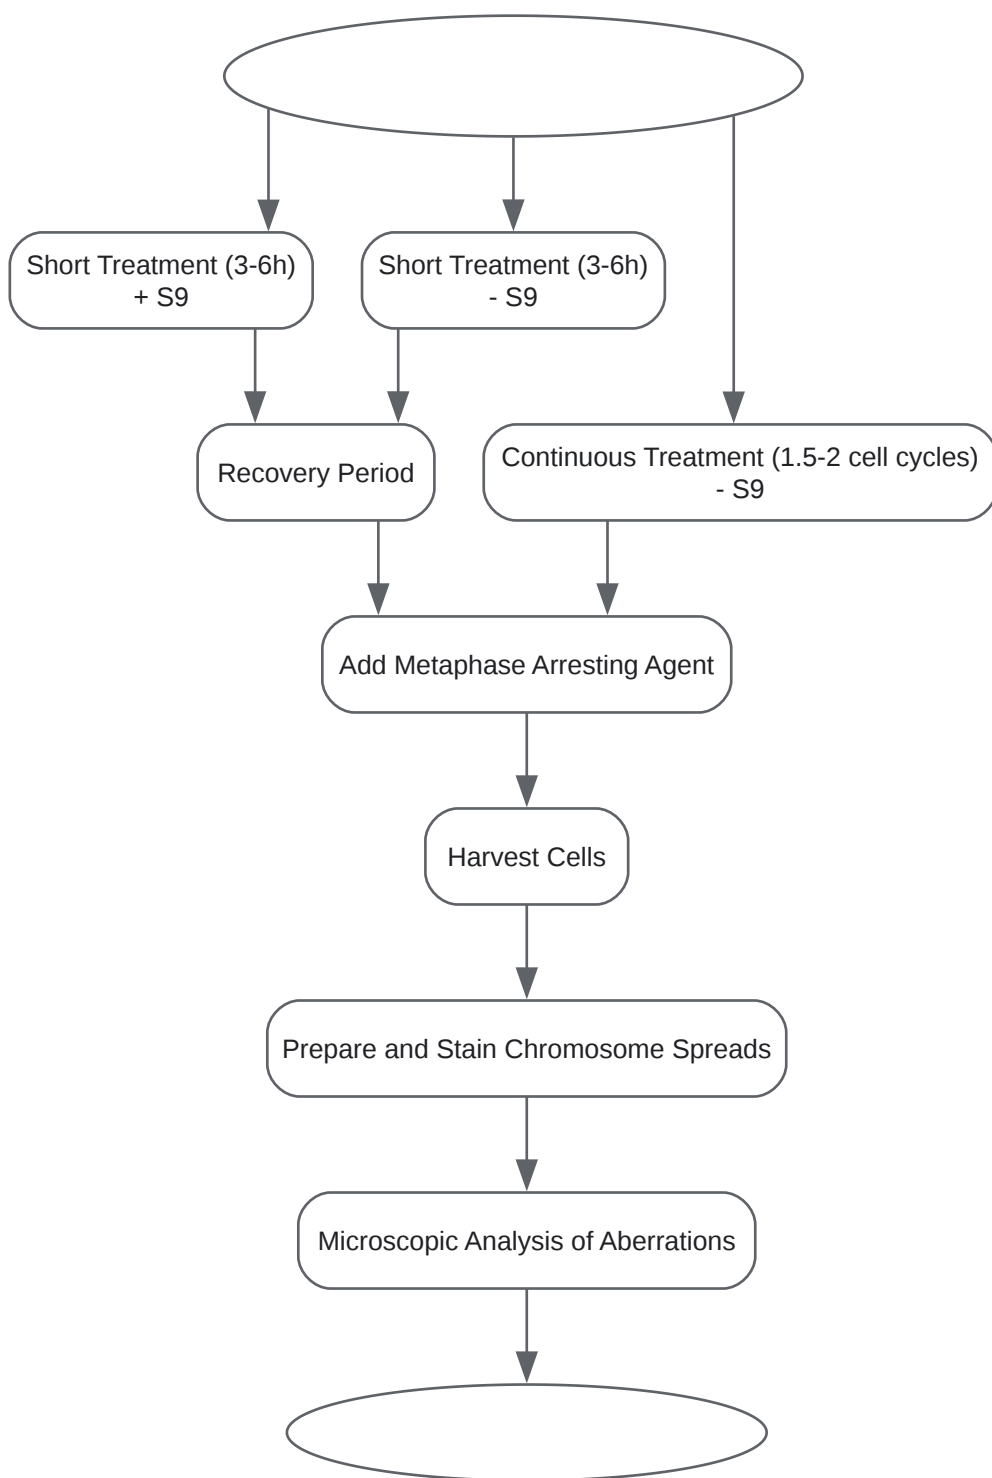 Short Treatment (3-6h)
+ S9
Short Treatment (3-6h)
- S9
Recovery Period
Continuous Treatment (1.5-2 cell cycles)
- S9
Add Metaphase Arresting Agent
Harvest Cells
Prepare and Stain Chromosome Spreads
Microscopic Analysis of Aberrations